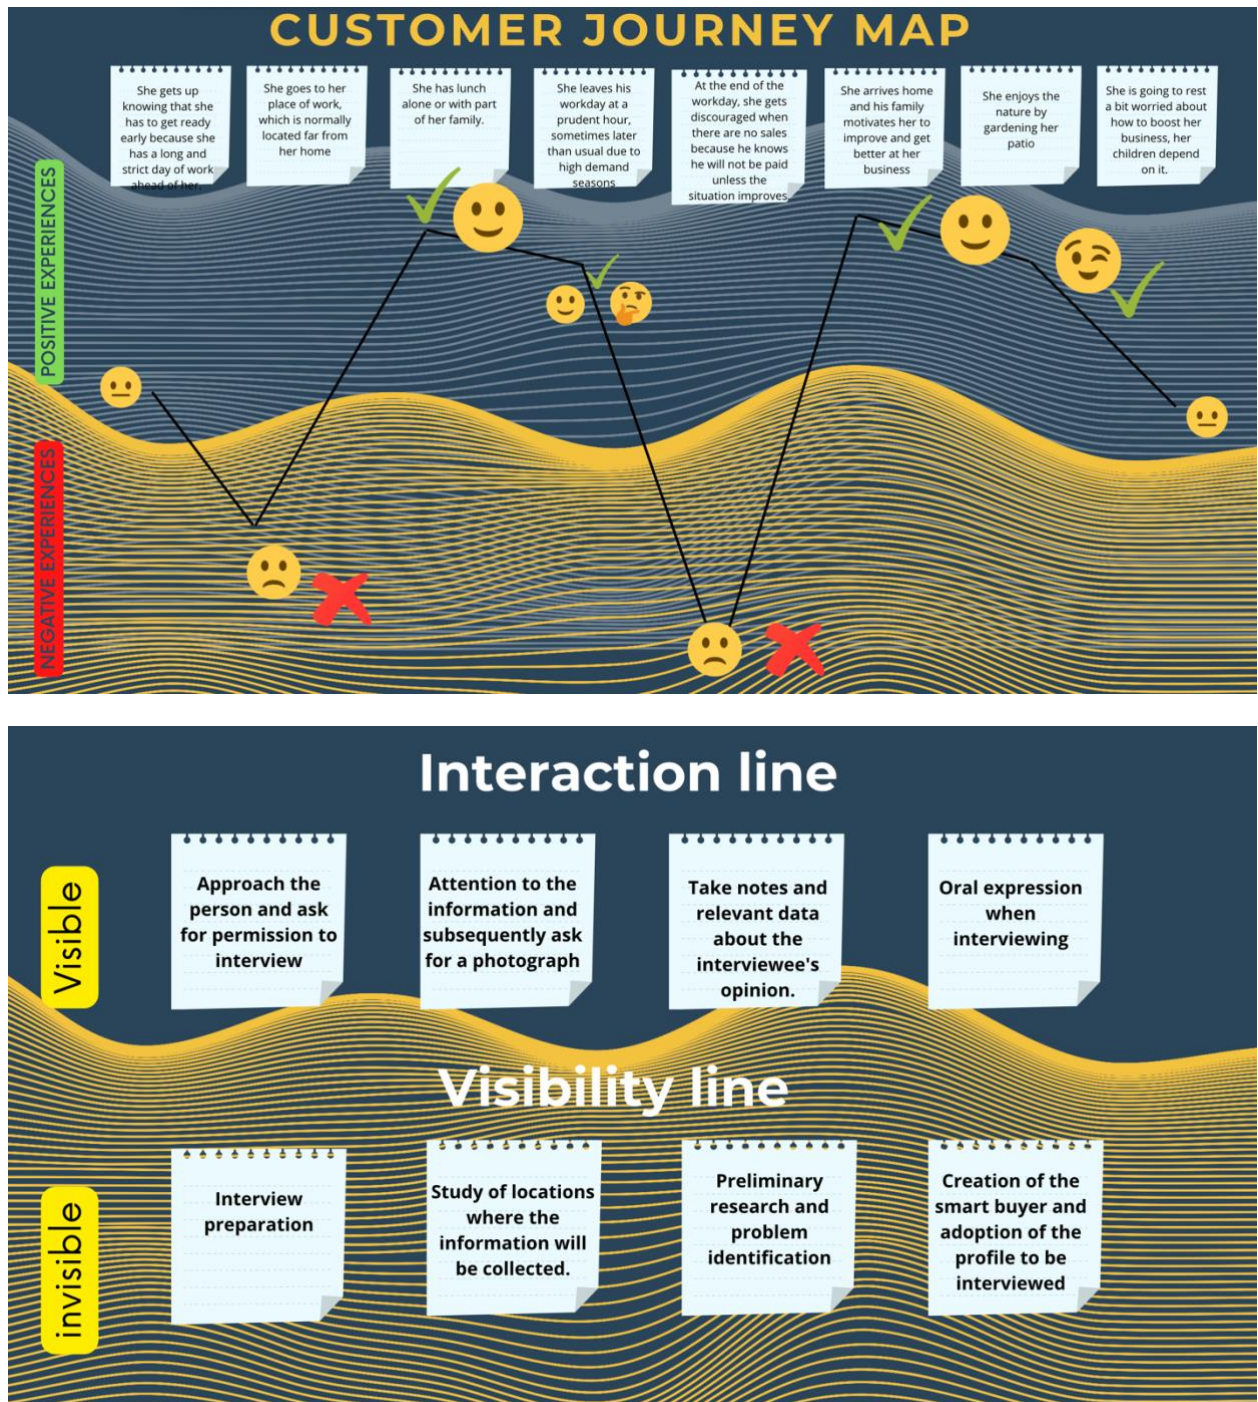 CUSTOMER JOURNEY MAP
She gets up
knowing that she
has to get ready
early because she
has a long and
strict day of work
ahead of her.
She goes to her
place of work,
which is normally
located far from
her home
She has lunch
alone or with part
of her family.
She leaves his
workday at a
prudent hour,
sometimes later
than usual due to
high demand
seasons
At the end of the
workday, she gets
discouraged when
there are no sales
because he knows
he will not be paid
unless the
situation improves
She arrives home
and his family
motivates her to
improve and get
better at her
business
She enjoys the
nature by
gardening her
patio
She is going to rest
a bit worried about
how to boost her
business, her
children depend
on it.
POSITIVE EXPERIENCES
NEGATIVE EXPERIENCES
Interaction line
Visible
Approach the
person and ask
for permission to
interview
Attention to the
information and
subsequently ask
for a photograph
Take notes and
relevant data
about the
interviewee's
opinion.
Oral expression
when
interviewing
Visibility line
invisible
Interview
preparation
Study of locations
where the
information will
be collected.
Preliminary
research and
problem
identification
Creation of the
smart buyer and
adoption of the
profile to be
interviewed